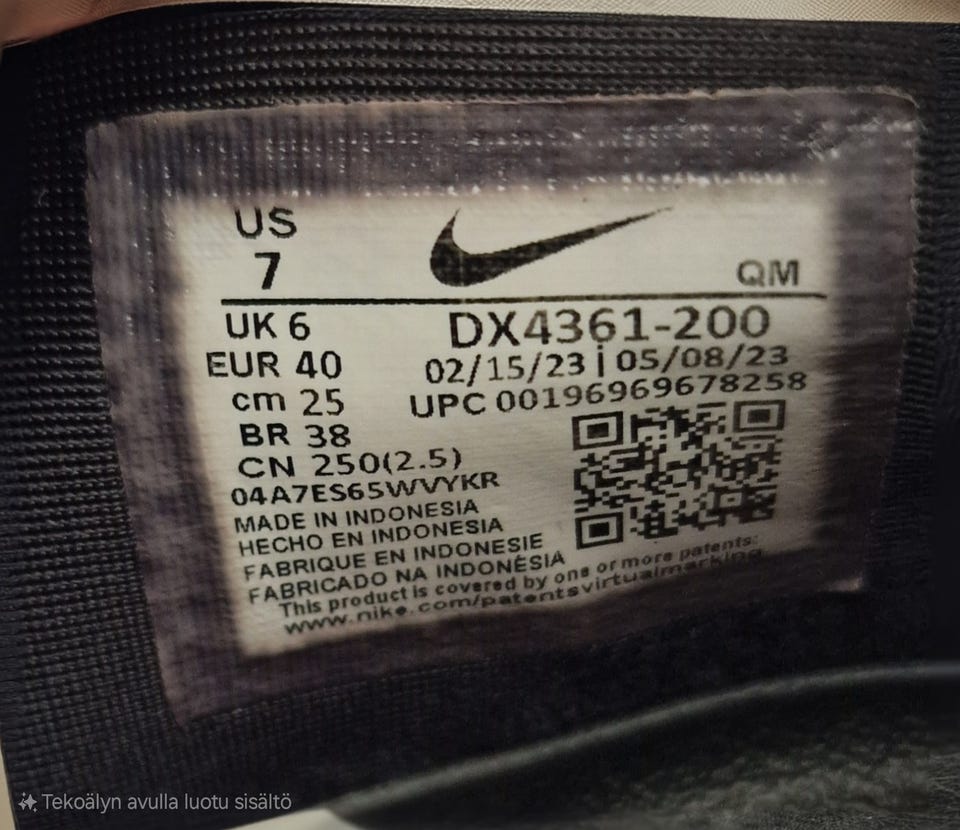 US
7
QM
UK 6
DX4361-200
EUR 40
02/15/23 | 05/08/23
cm 25
UPC 00196969678258
BR 38
CN 250(2.5)
04A7ES65WVYKR
MADE IN INDONESIA
HECHO EN INDONESIA
FABRIQUE EN INDONESIE
FABRICADO NA INDONÉSIA
This product is covered by one or more patents:
www.nike.com/patentsvirtualmarking
Tekoälyn avulla luotu sisältö